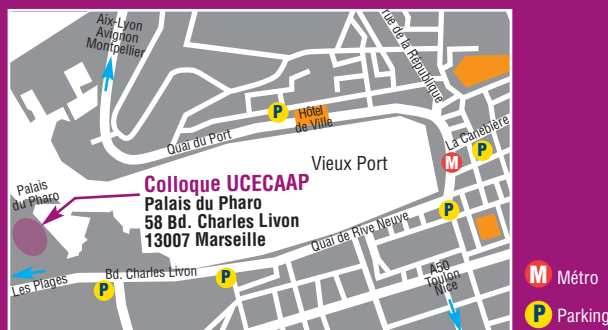 Aix-Lyon
Avignon
Montpellier
rue de la République
P
Hôtel
de Ville
Quai du Port
La Canebière
P
M
Vieux Port
Palais
du Pharo
Colloque UCECAAP
Palais du Pharo
58 Bd. Charles Livon
13007 Marseille
P
Quai de Rive Neuve
Bd. Charles Livon
Les Plages
P
P
A50
Toulon
Nice
M Métro
P Parking